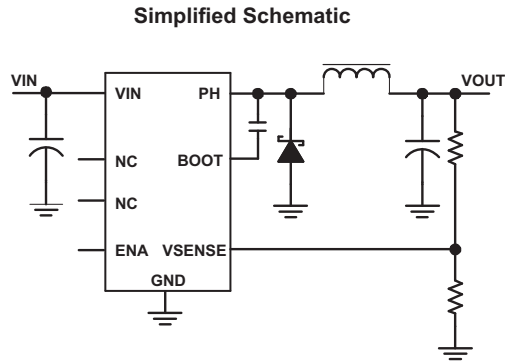 Simplified Schematic
VIN
VIN
PH
VOUT
NC
BOOT
NC
ENA
VSENSE
GND